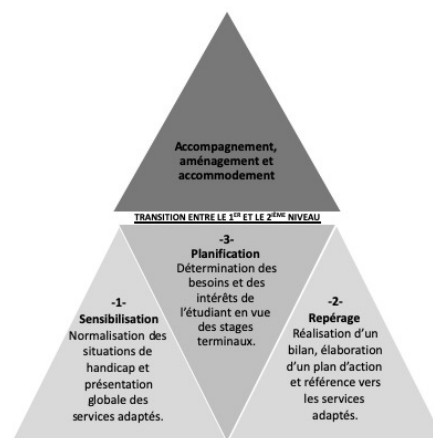 Accompagnement,
aménagement et
accommodement
TRANSITION ENTRE LE 1ER ET LE 2IÈME NIVEAU
-3-
Planification
Détermination des
besoins et des
intérêts de
l'étudiant en vue
des stages
terminaux.
-1-
Sensibilisation
Normalisation des
situations de
handicap et
présentation
globale des
services adaptés.
-2-
Repérage
Réalisation d'un
bilan, élaboration
d'un plan d'action
et référence vers
les services
adaptés.